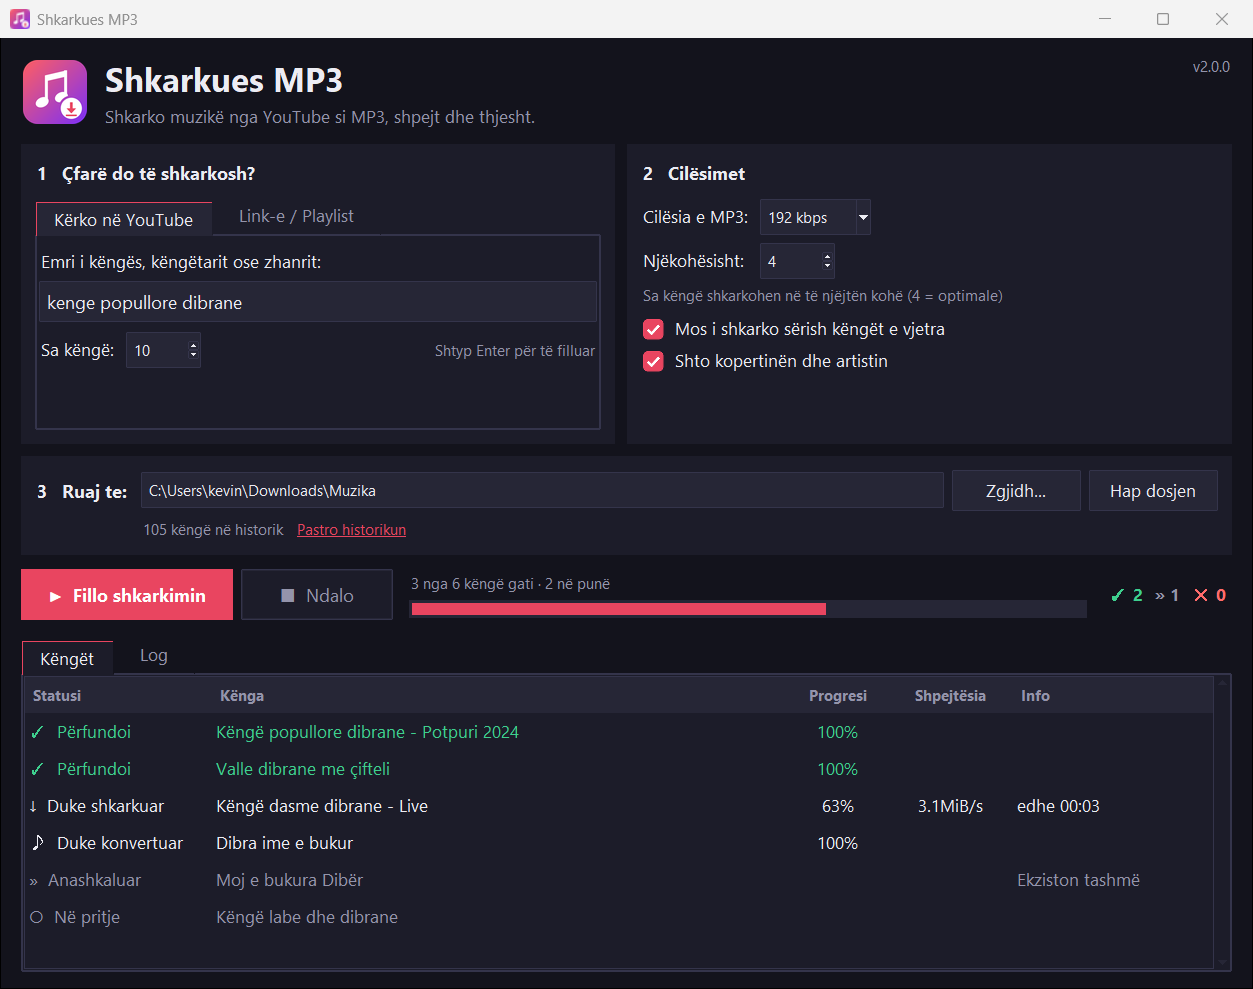 Shkarkues MP3
Shkarkues MP3
v2.0.0
Shkarko muzikë nga YouTube si MP3, shpejt dhe thjesht.
1 Çfarë do të shkarkosh?
Kërko në YouTube Link-e / Playlist
Emri i këngës, këngëtarit ose zhanrit:
kenge popullore dibrane
Sa këngë: 10 Shtyp Enter për të filluar
2 Cilësimet
Cilësia e MP3: 192 kbps
Njëkohësisht: 4
Sa këngë shkarkohen në të njëjtën kohë (4 = optimale)
Mos i shkarko sërish këngët e vjetra
Shto kopertinën dhe artistin
3 Ruaj te: C:\Users\kevin\Downloads\Muzika Zgjidh... Hap dosjen
105 këngë në historik Pastro historikun
► Fillo shkarkimin ■ Ndalo
3 nga 6 këngë gati · 2 në punë
✓ 2 » 1 ✕ 0
Këngët Log
Statusi Kënga Progresi Shpejtësia Info
✓ Përfundoi Këngë popullore dibrane - Potpuri 2024 100%
✓ Përfundoi Valle dibrane me çifteli 100%
↓ Duke shkarkuar Këngë dasme dibrane - Live 63% 3.1MiB/s edhe 00:03
♪ Duke konvertuar Dibra ime e bukur 100%
» Anashkaluar Moj e bukura Dibër Ekziston tashmë
○ Në pritje Këngë labe dhe dibrane